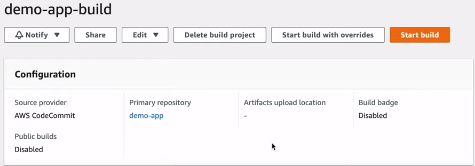 demo-app-build
Notify ▼ Share Edit ▼ Delete build project Start build with overrides Start build
Configuration
Source provider Primary repository Artifacts upload location Build badge
AWS CodeCommit demo-app - Disabled
Public builds
Disabled